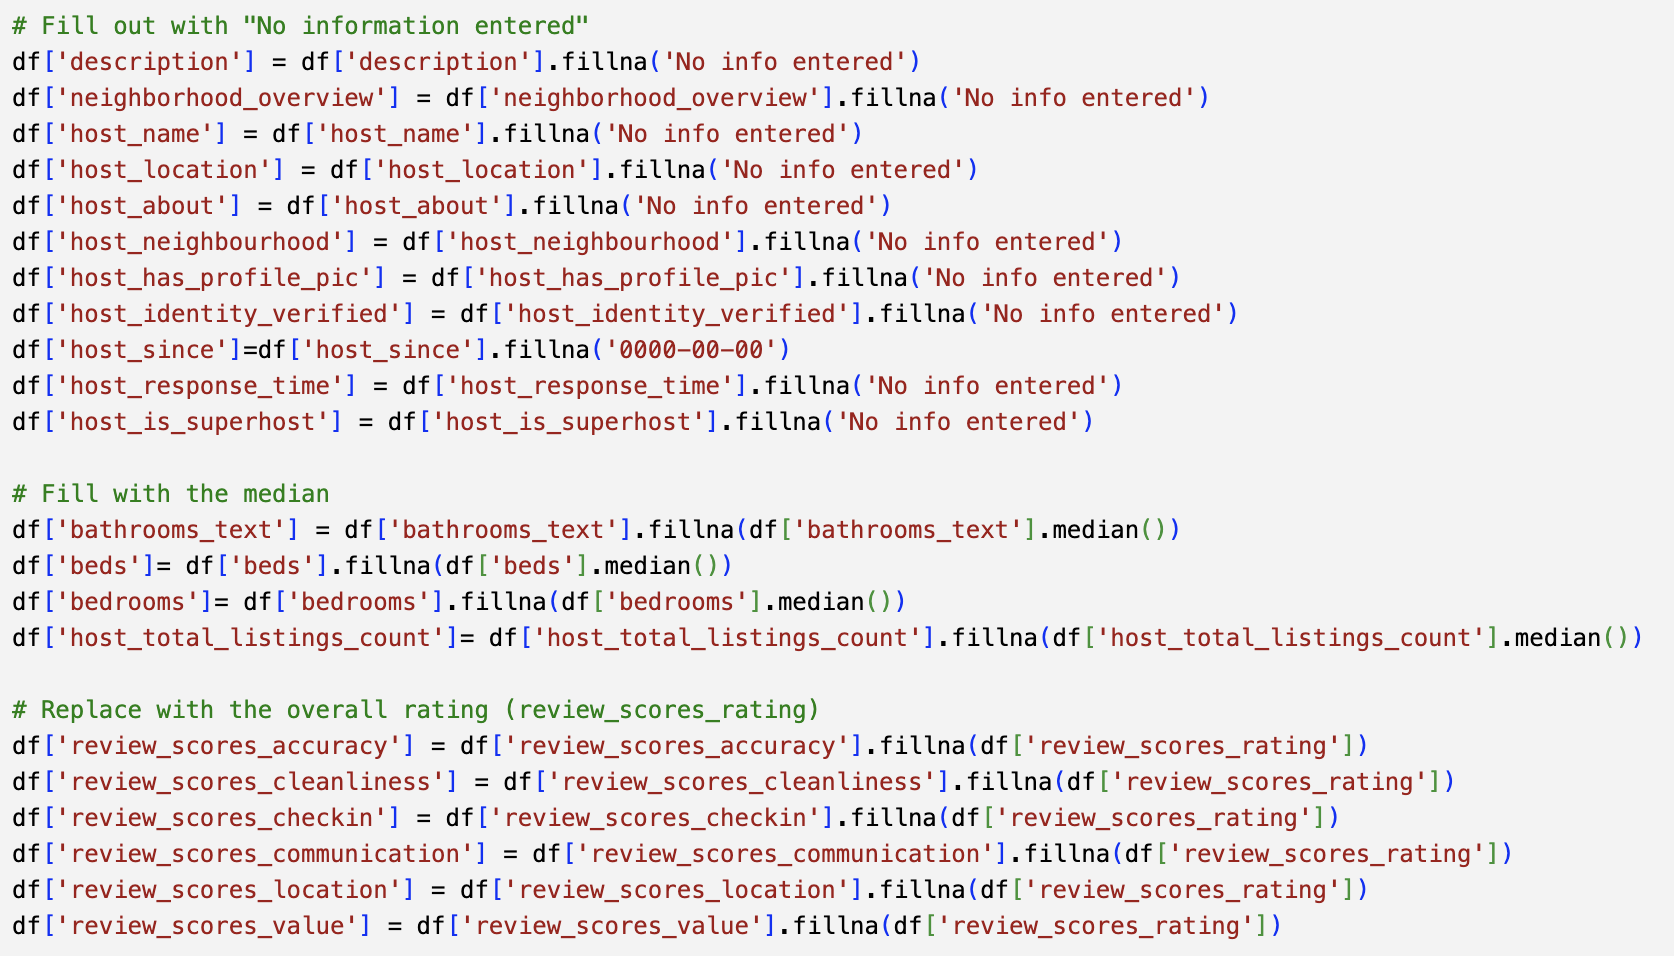 # Fill out with "No information entered"
df['description'] = df['description'].fillna('No info entered')
df['neighborhood_overview'] = df['neighborhood_overview'].fillna('No info entered')
df['host_name'] = df['host_name'].fillna('No info entered')
df['host_location'] = df['host_location'].fillna('No info entered')
df['host_about'] = df['host_about'].fillna('No info entered')
df['host_neighbourhood'] = df['host_neighbourhood'].fillna('No info entered')
df['host_has_profile_pic'] = df['host_has_profile_pic'].fillna('No info entered')
df['host_identity_verified'] = df['host_identity_verified'].fillna('No info entered')
df['host_since']=df['host_since'].fillna('0000-00-00')
df['host_response_time'] = df['host_response_time'].fillna('No info entered')
df['host_is_superhost'] = df['host_is_superhost'].fillna('No info entered')

# Fill with the median
df['bathrooms_text'] = df['bathrooms_text'].fillna(df['bathrooms_text'].median())
df['beds']= df['beds'].fillna(df['beds'].median())
df['bedrooms']= df['bedrooms'].fillna(df['bedrooms'].median())
df['host_total_listings_count']= df['host_total_listings_count'].fillna(df['host_total_listings_count'].median())

# Replace with the overall rating (review_scores_rating)
df['review_scores_accuracy'] = df['review_scores_accuracy'].fillna(df['review_scores_rating'])
df['review_scores_cleanliness'] = df['review_scores_cleanliness'].fillna(df['review_scores_rating'])
df['review_scores_checkin'] = df['review_scores_checkin'].fillna(df['review_scores_rating'])
df['review_scores_communication'] = df['review_scores_communication'].fillna(df['review_scores_rating'])
df['review_scores_location'] = df['review_scores_location'].fillna(df['review_scores_rating'])
df['review_scores_value'] = df['review_scores_value'].fillna(df['review_scores_rating'])